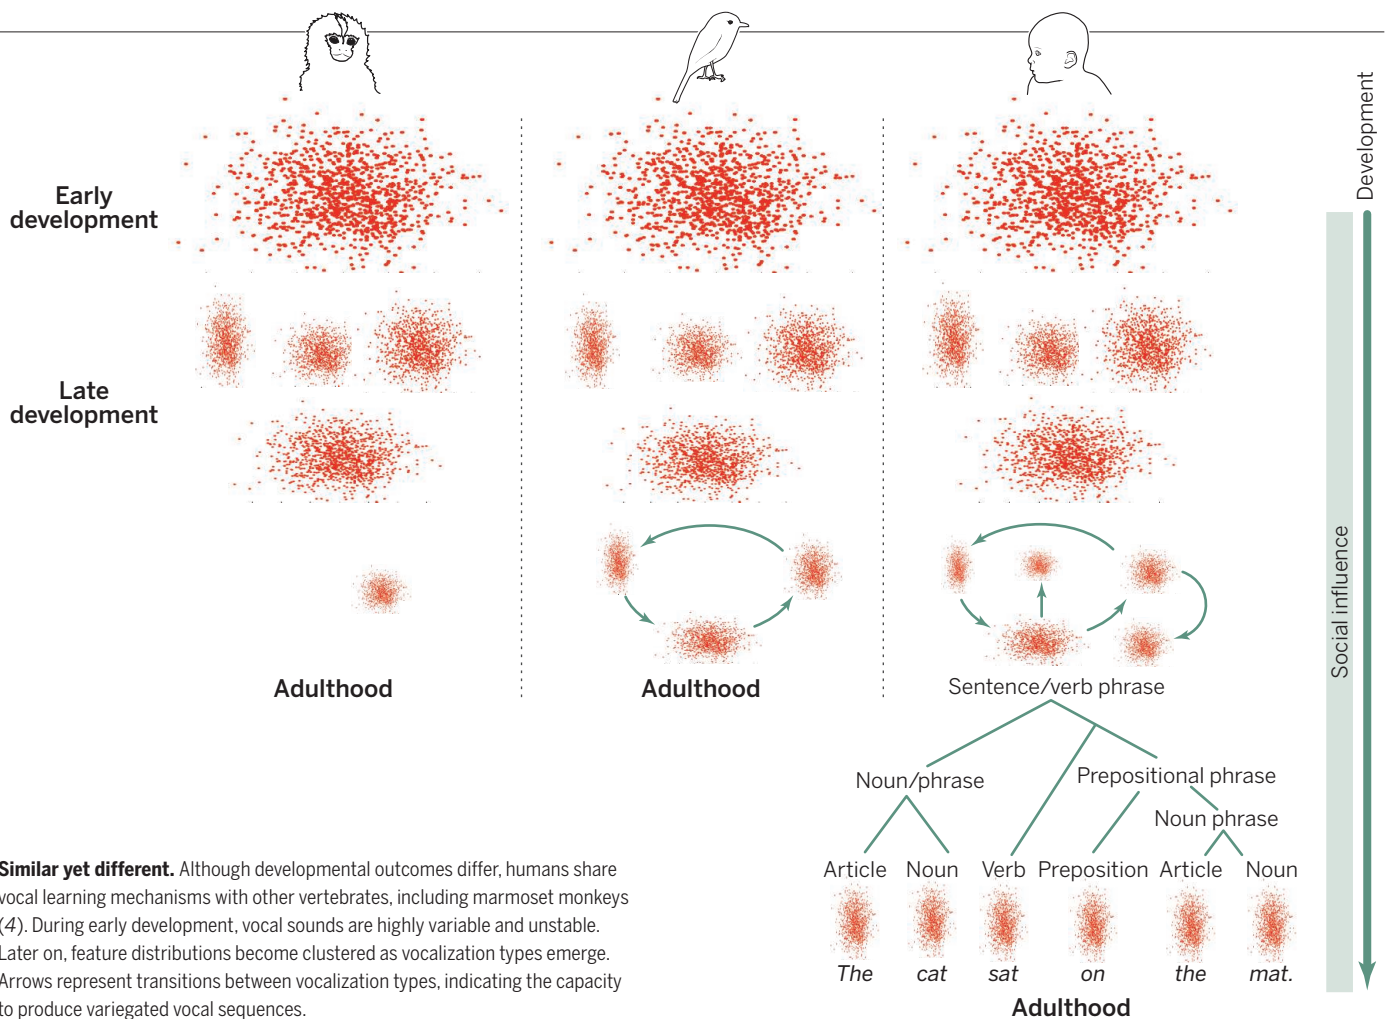 Development
Early
development
Late
development
Social influence
Adulthood
Adulthood
Sentence/verb phrase
Noun/phrase
Prepositional phrase
Noun phrase
Article Noun Verb Preposition Article Noun
The cat sat on the mat.
Adulthood
Similar yet different. Although developmental outcomes differ, humans share
vocal learning mechanisms with other vertebrates, including marmoset monkeys
(4). During early development, vocal sounds are highly variable and unstable.
Later on, feature distributions become clustered as vocalization types emerge.
Arrows represent transitions between vocalization types, indicating the capacity
to produce variegated vocal sequences.